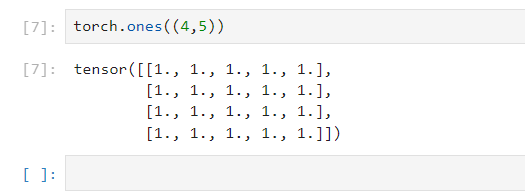 [7]: torch.ones((4,5))
[7]: tensor([[1., 1., 1., 1., 1.],
[1., 1., 1., 1., 1.],
[1., 1., 1., 1., 1.],
[1., 1., 1., 1., 1.]])
[ ]: